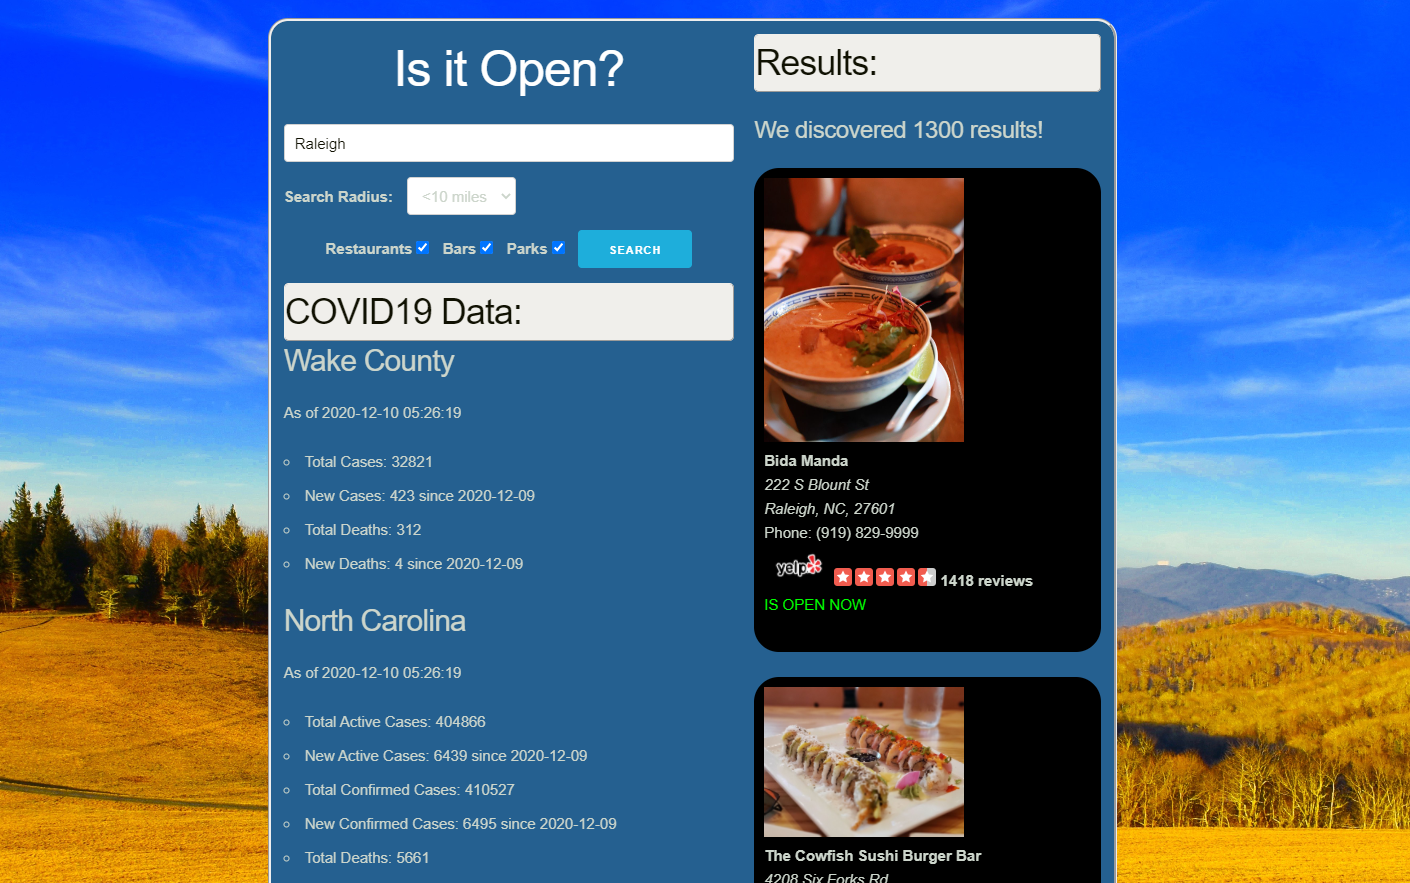 Is it Open?
Raleigh
Search Radius: <10 miles
Restaurants Bars Parks SEARCH
COVID19 Data:
Wake County
As of 2020-12-10 05:26:19
Total Cases: 32821
New Cases: 423 since 2020-12-09
Total Deaths: 312
New Deaths: 4 since 2020-12-09
North Carolina
As of 2020-12-10 05:26:19
Total Active Cases: 404866
New Active Cases: 6439 since 2020-12-09
Total Confirmed Cases: 410527
New Confirmed Cases: 6495 since 2020-12-09
Total Deaths: 5661
Results:
We discovered 1300 results!
Bida Manda
222 S Blount St
Raleigh, NC, 27601
Phone: (919) 829-9999
yelp 1418 reviews
IS OPEN NOW
The Cowfish Sushi Burger Bar
4208 Six Forks Rd